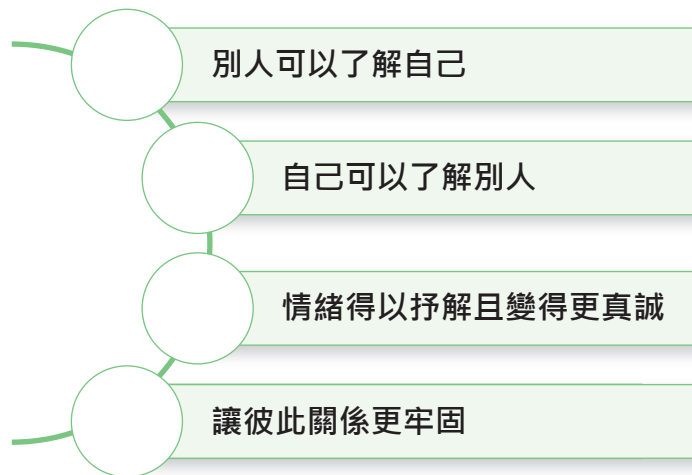 別人可以了解自己
自己可以了解別人
情緒得以抒解且變得更真誠
讓彼此關係更牢固